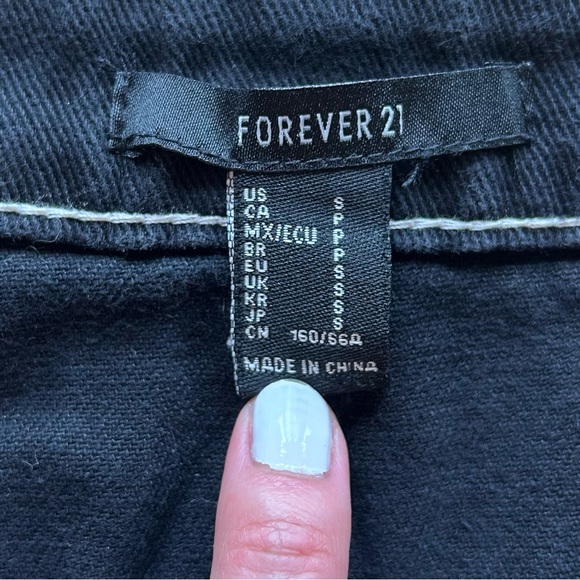 FOREVER 21
US S
CA P
MX/ECU P
BR P
EU S
UK S
KR S
JP S
CN 160/66A
MADE IN CHINA